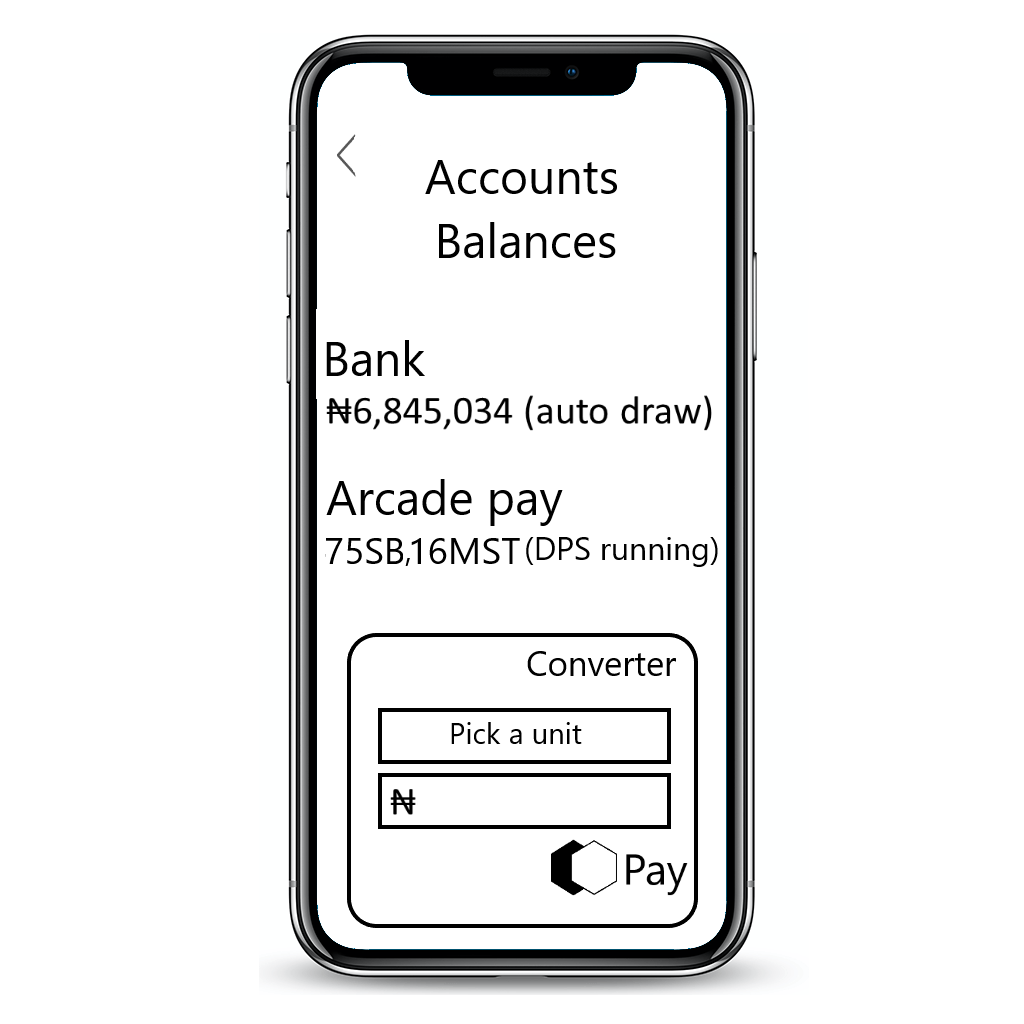 Accounts
Balances
Bank
₦6,845,034 (auto draw)
Arcade pay
75SB,16MST (DPS running)
Converter
Pick a unit
₦
Pay